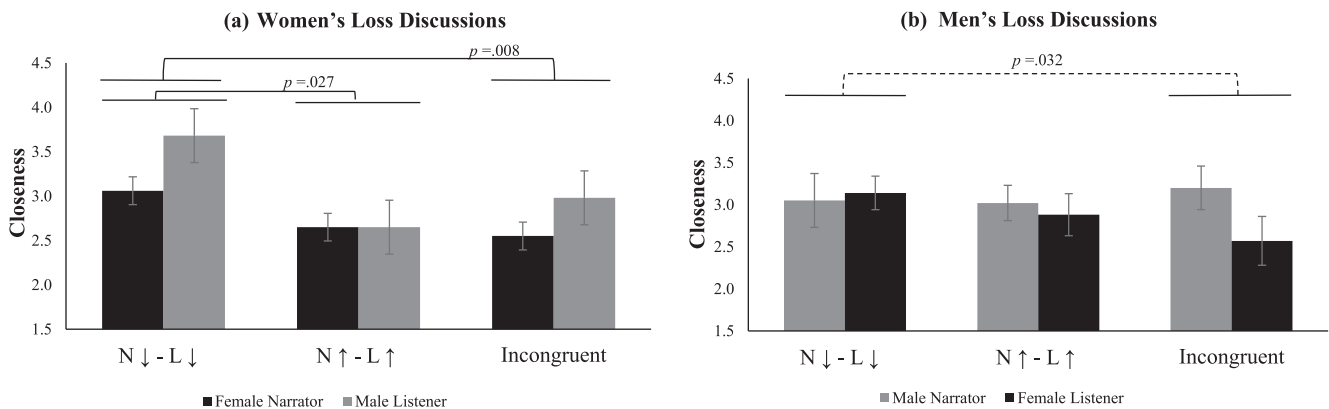 (a) Women's Loss Discussions
p =.008
p =.027
4.5
4.0
3.5
3.0
2.5
2.0
1.5
Closeness
N ↓ - L ↓
N ↑ - L ↑
Incongruent
Female Narrator
Male Listener
(b) Men's Loss Discussions
p =.032
4.5
4.0
3.5
3.0
2.5
2.0
1.5
Closeness
N ↓ - L ↓
N ↑ - L ↑
Incongruent
Male Narrator
Female Listener